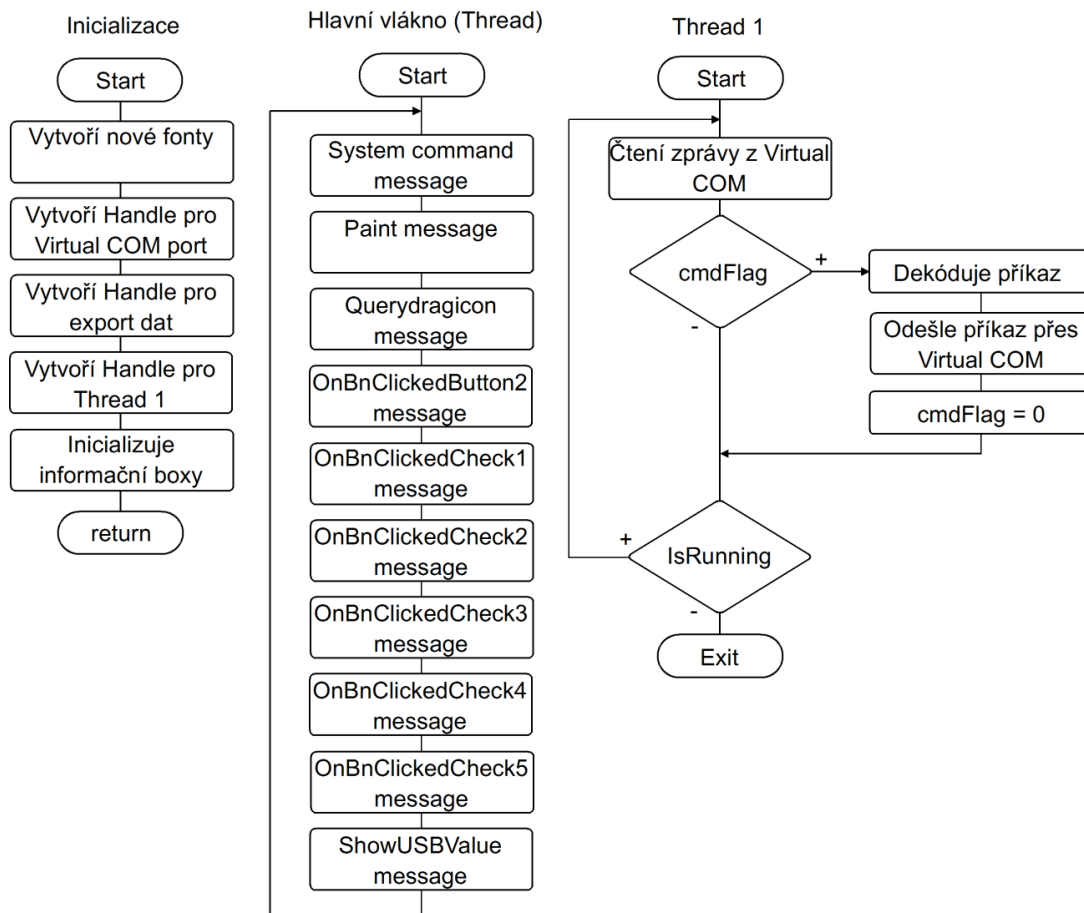 Inicializace
Start
Vytvoří nové fonty
Vytvoří Handle pro
Virtual COM port
Vytvoří Handle pro
export dat
Vytvoří Handle pro
Thread 1
Inicializuje
informační boxy
return
Hlavní vlákno (Thread)
Start
System command
message
Paint message
Querydragicon
message
OnBnClickedButton2
message
OnBnClickedCheck1
message
OnBnClickedCheck2
message
OnBnClickedCheck3
message
OnBnClickedCheck4
message
OnBnClickedCheck5
message
ShowUSBValue
message
Thread 1
Start
Čtení zprávy z Virtual
COM
cmdFlag
+
-
Dekóduje příkaz
Odešle příkaz přes
Virtual COM
cmdFlag = 0
+
IsRunning
-
Exit